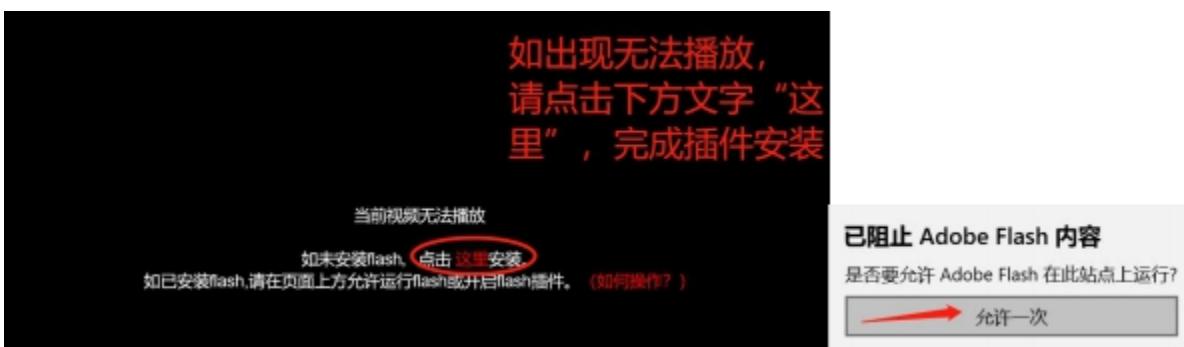 如出现无法播放，
请点击下方文字“这
里”，完成插件安装
当前视频无法播放
如未安装flash, 点击 这里安装。
如已安装flash,请在页面上方允许运行flash或开启flash插件。（如何操作？）
已阻止 Adobe Flash 内容
是否要允许 Adobe Flash 在此站点上运行?
允许一次